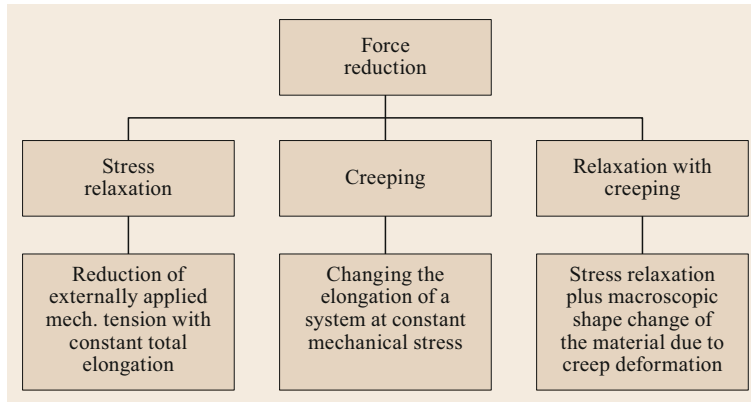 Force
reduction
Stress
relaxation
Creeping
Relaxation with
creeping
Reduction of
externally applied
mech. tension with
constant total
elongation
Changing the
elongation of a
system at constant
mechanical stress
Stress relaxation
plus macroscopic
shape change of
the material due to
creep deformation